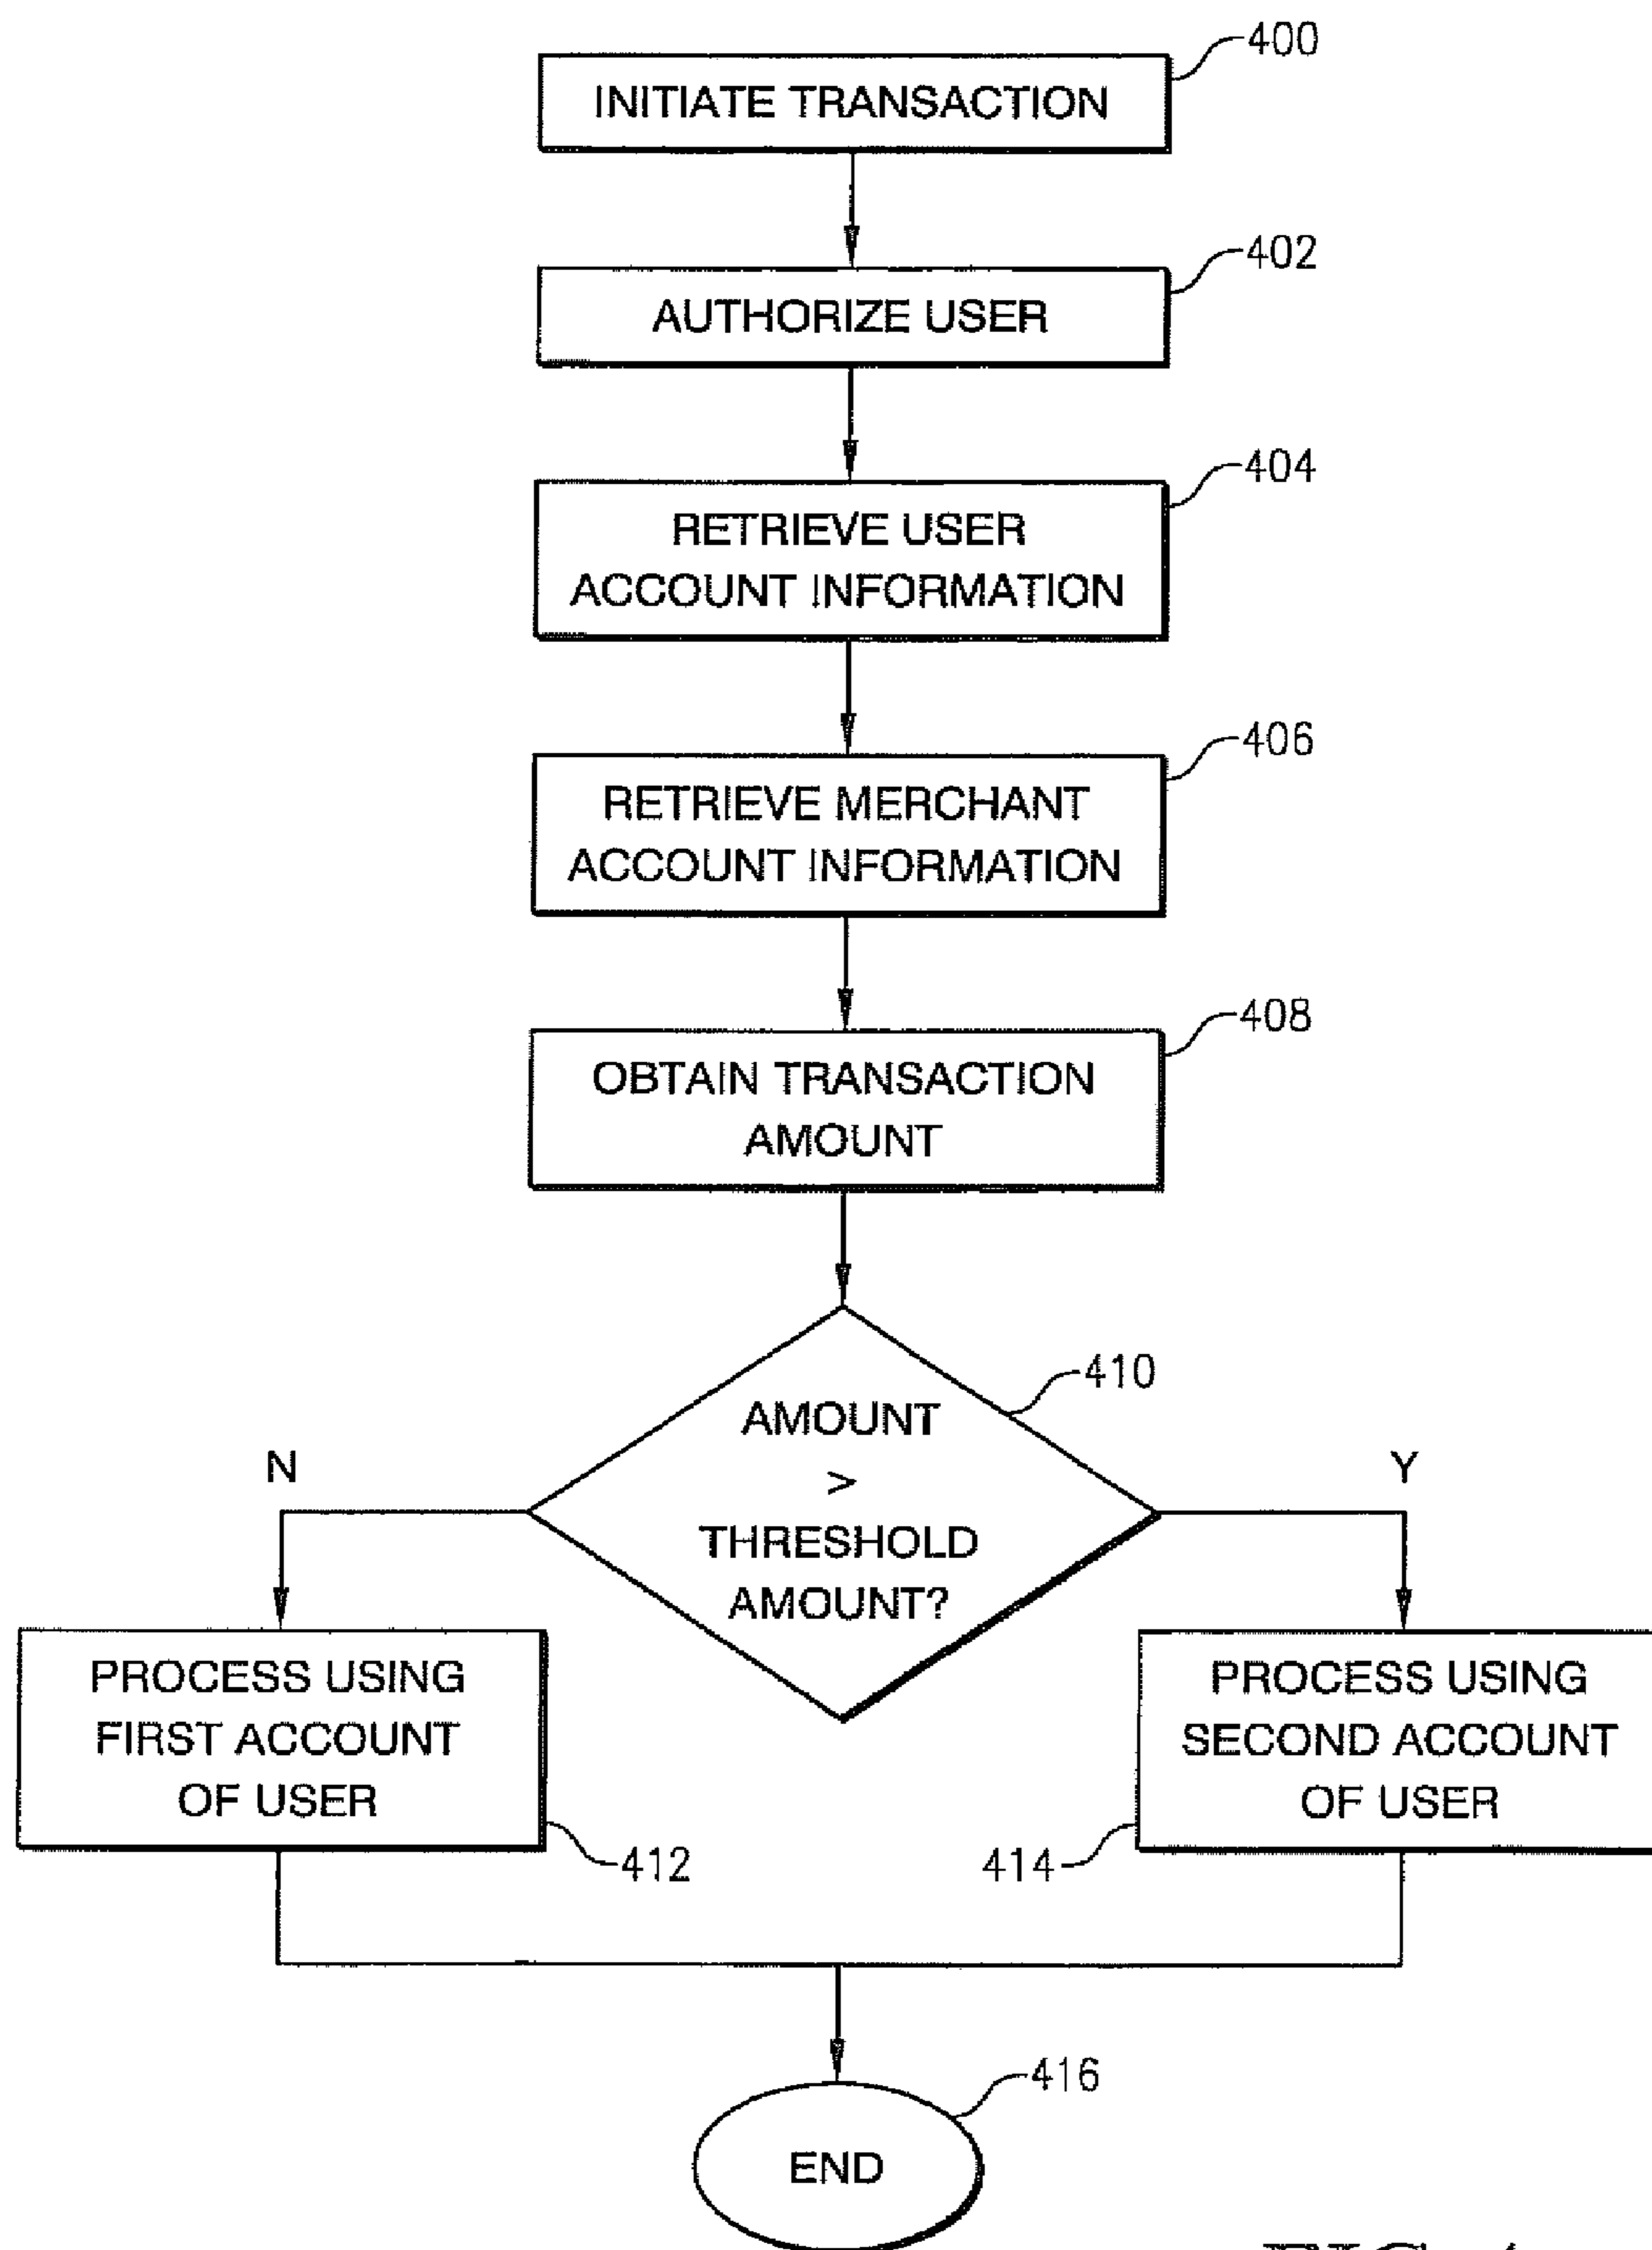 400
INITIATE TRANSACTION
402
AUTHORIZE USER
404
RETRIEVE USER
ACCOUNT INFORMATION
406
RETRIEVE MERCHANT
ACCOUNT INFORMATION
408
OBTAIN TRANSACTION
AMOUNT
410
AMOUNT
>
THRESHOLD
AMOUNT?
N
Y
PROCESS USING
FIRST ACCOUNT
OF USER
412
PROCESS USING
SECOND ACCOUNT
OF USER
414
416
END